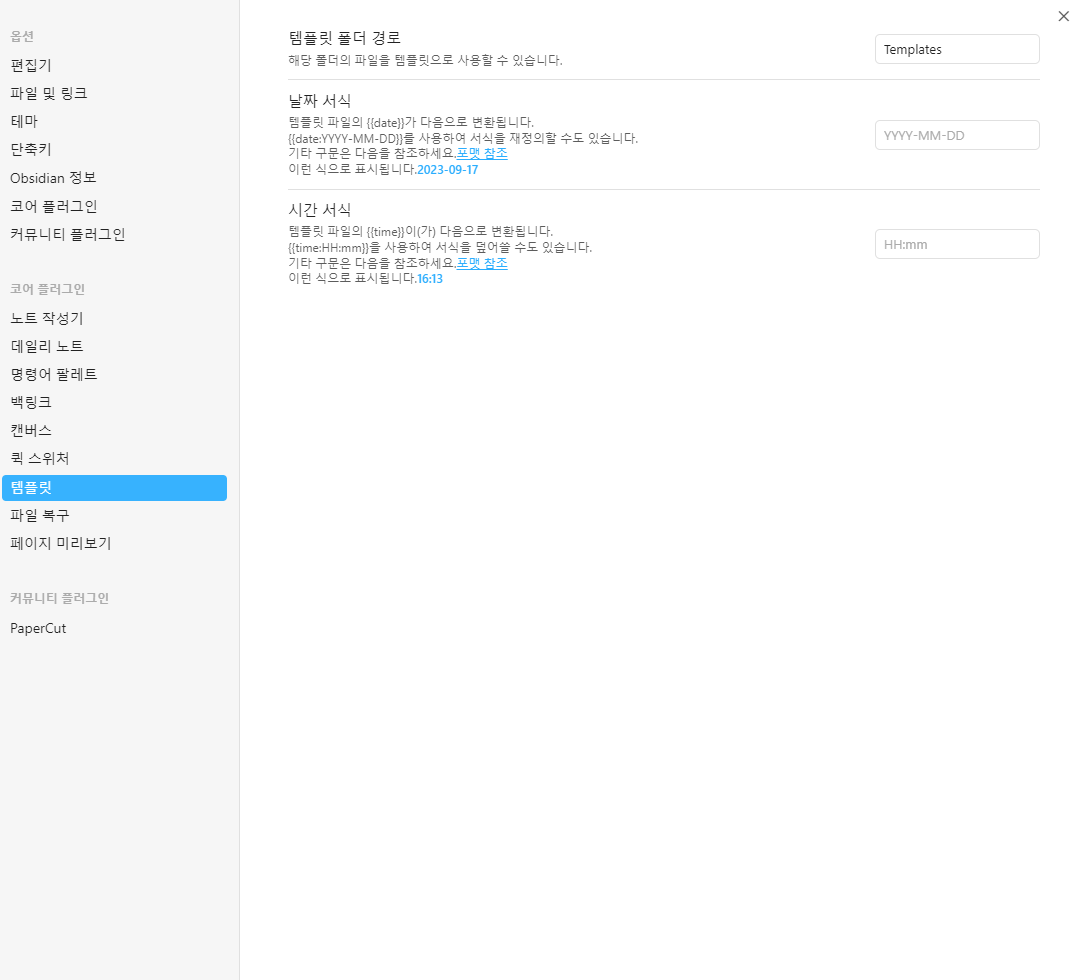 옵션
편집기
파일 및 링크
테마
단축키
Obsidian 정보
코어 플러그인
커뮤니티 플러그인
코어 플러그인
노트 작성기
데일리 노트
명령어 팔레트
백링크
캔버스
퀵 스위처
템플릿
파일 복구
페이지 미리보기
커뮤니티 플러그인
PaperCut
템플릿 폴더 경로
해당 폴더의 파일을 템플릿으로 사용할 수 있습니다.
Templates
날짜 서식
템플릿 파일의 {{date}}가 다음으로 변환됩니다.
{{date:YYYY-MM-DD}}를 사용하여 서식을 재정의할 수도 있습니다.
기타 구문은 다음을 참조하세요.포맷 참조
이런 식으로 표시됩니다.2023-09-17
YYYY-MM-DD
시간 서식
템플릿 파일의 {{time}}이(가) 다음으로 변환됩니다.
{{time:HH:mm}}을 사용하여 서식을 덮어쓸 수도 있습니다.
기타 구문은 다음을 참조하세요.포맷 참조
이런 식으로 표시됩니다.16:13
HH:mm